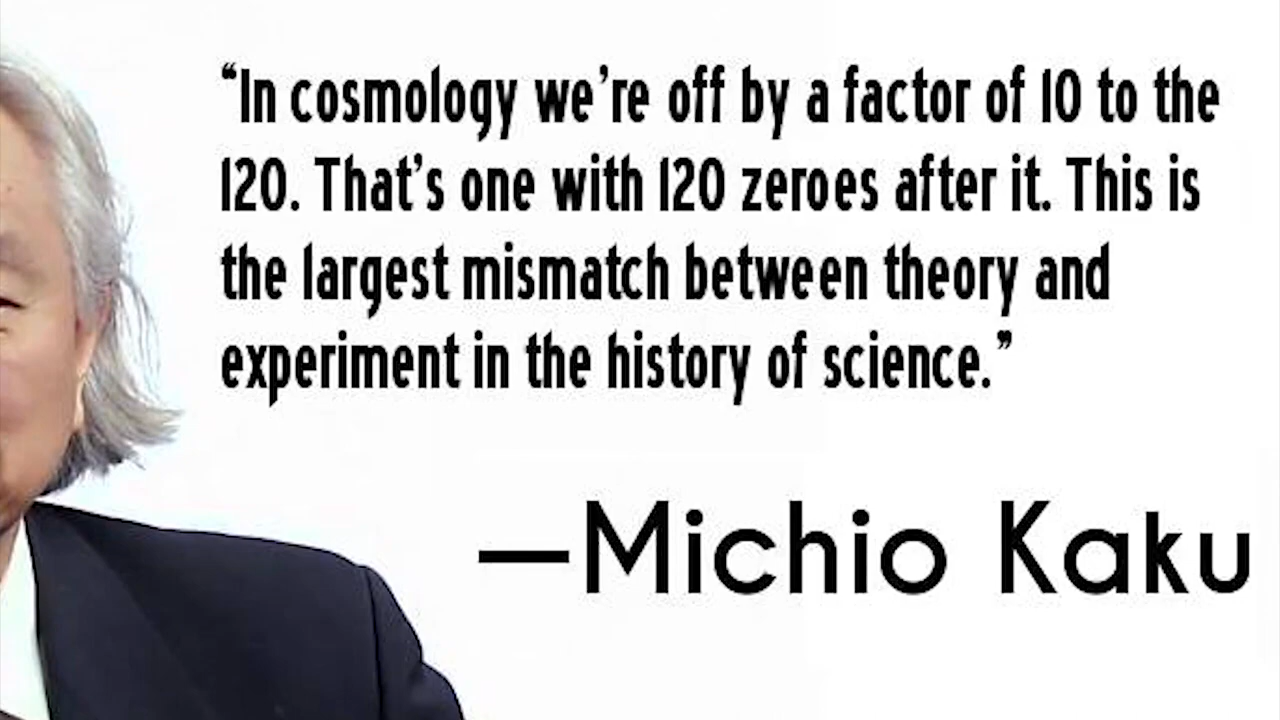 “In cosmology we’re off by a factor of 10 to the
120. That’s one with 120 zeroes after it. This is
the largest mismatch between theory and
experiment in the history of science.”
—Michio Kaku